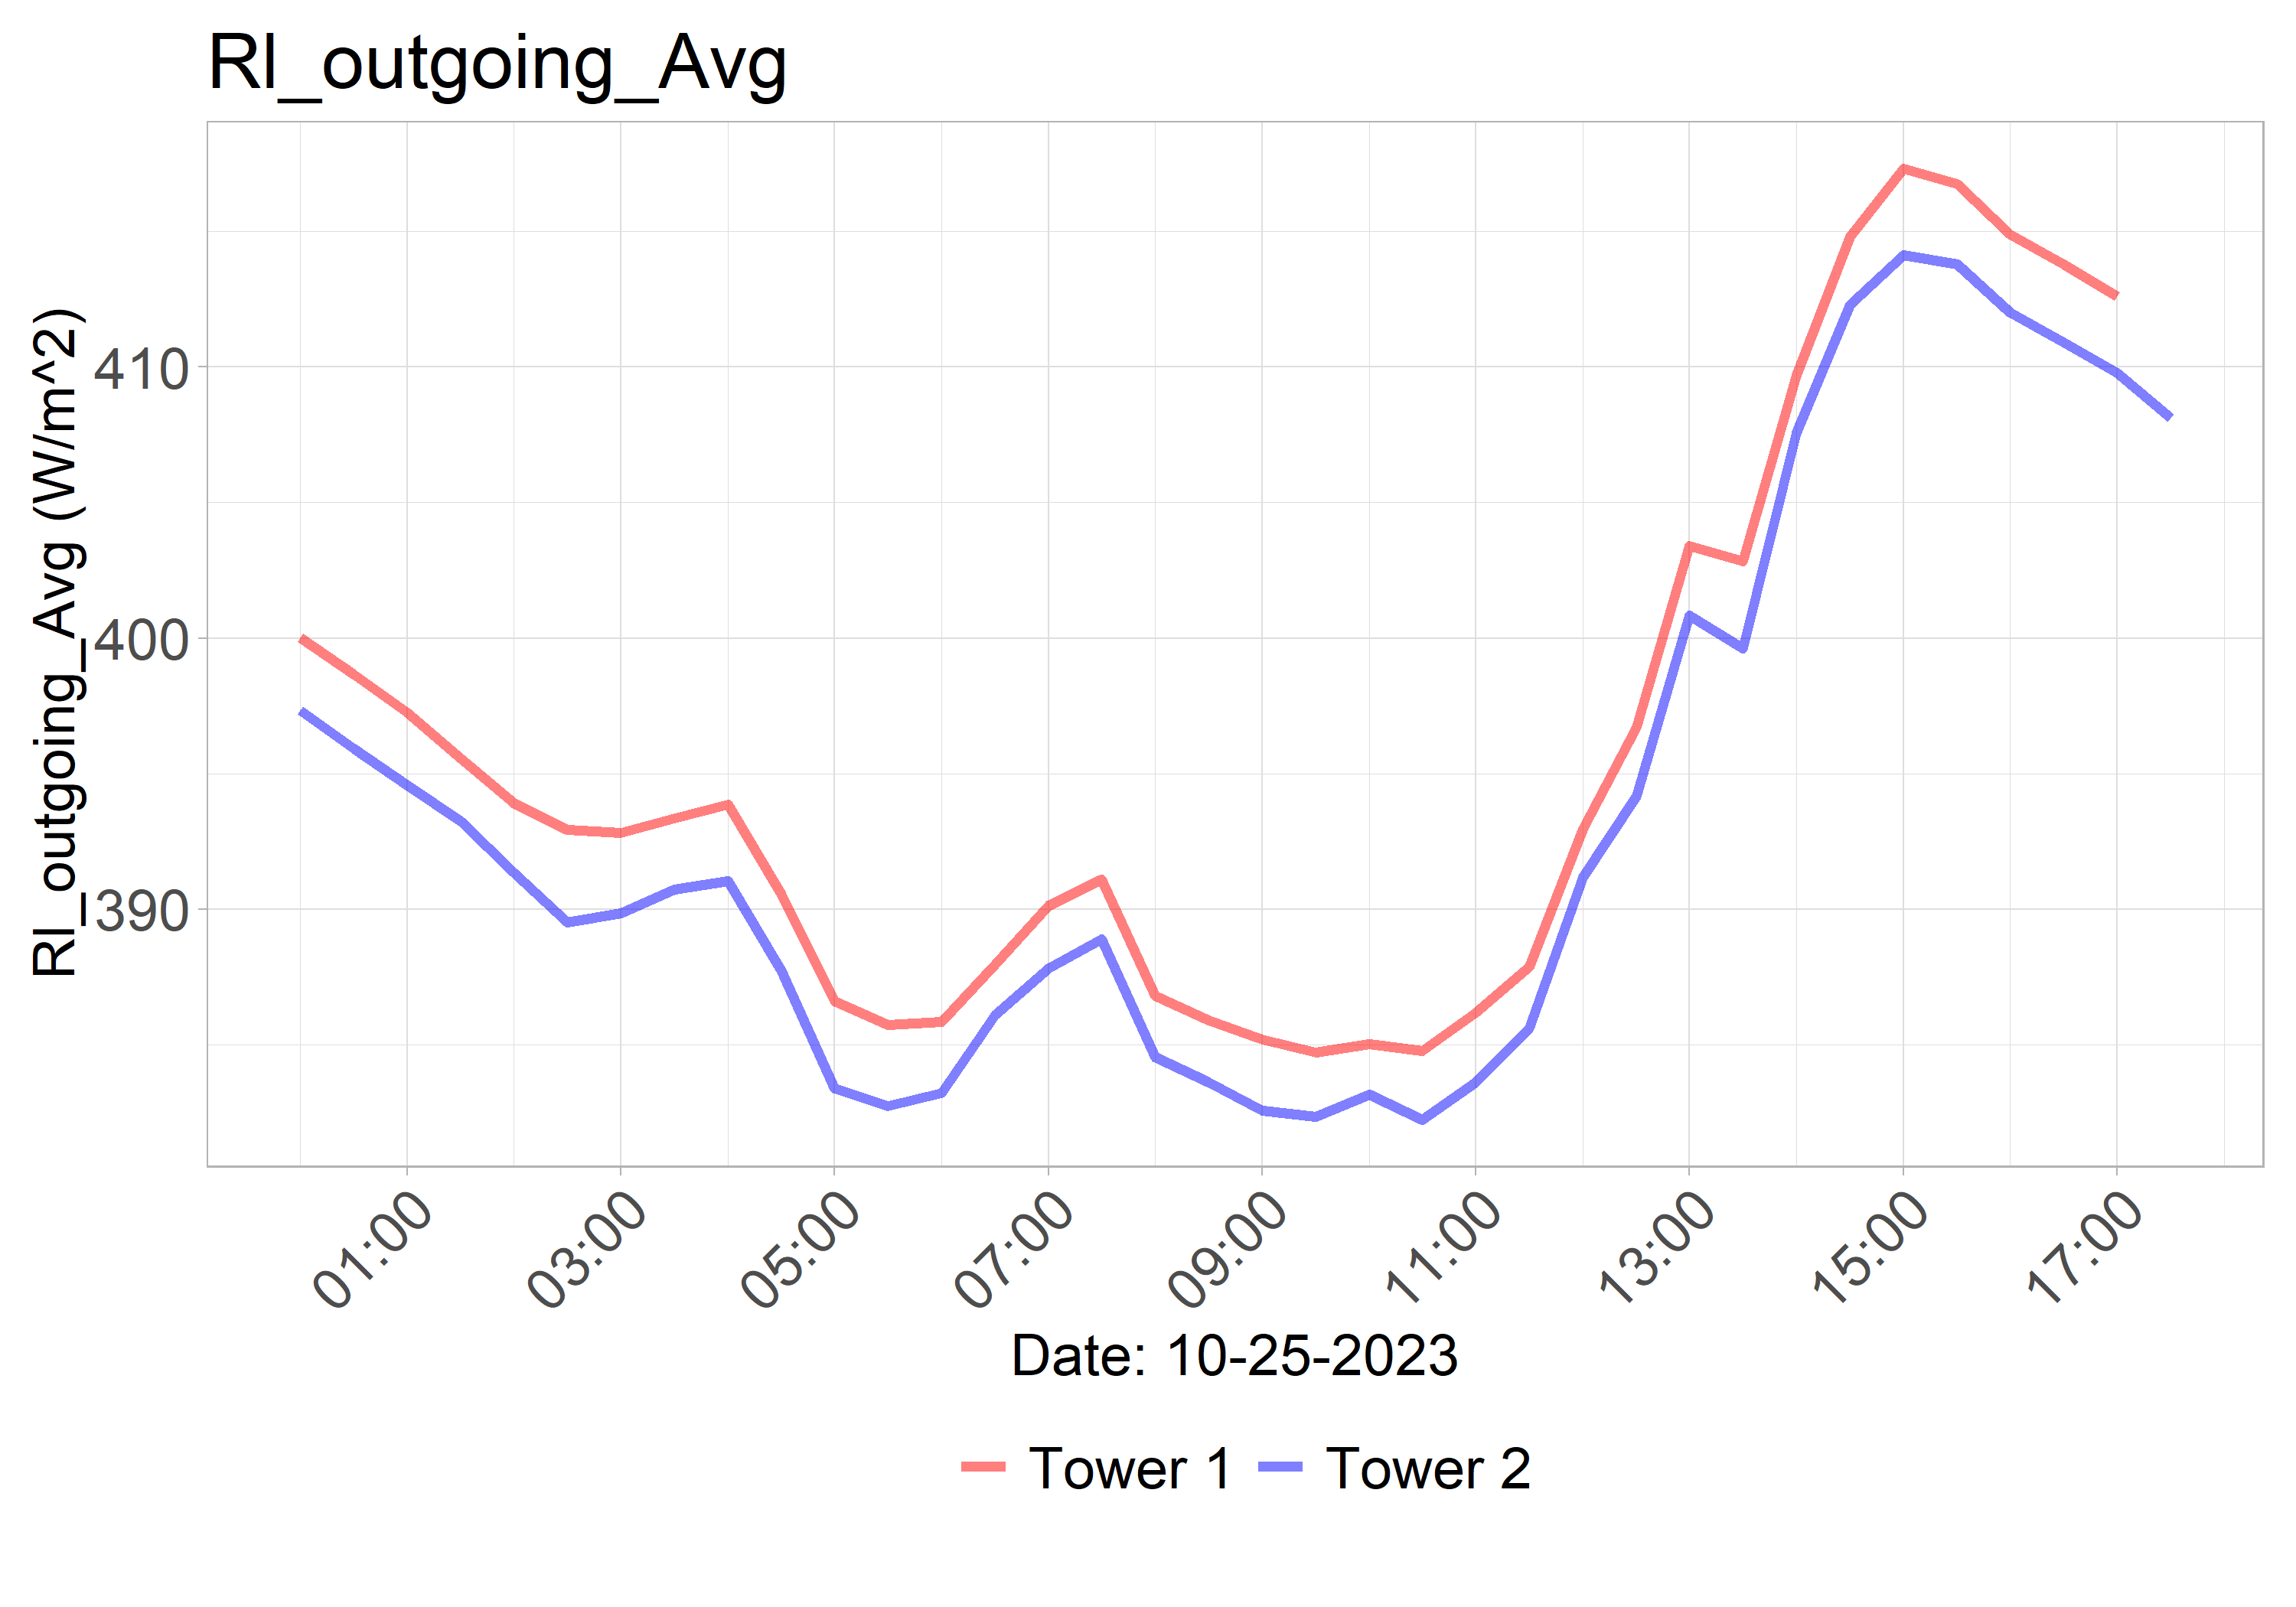 Rl_outgoing_Avg
Rl_outgoing_Avg (W/m^2)
410
400
390
01:00 03:00 05:00 07:00 09:00 11:00 13:00 15:00 17:00
Date: 10-25-2023
Tower 1 Tower 2